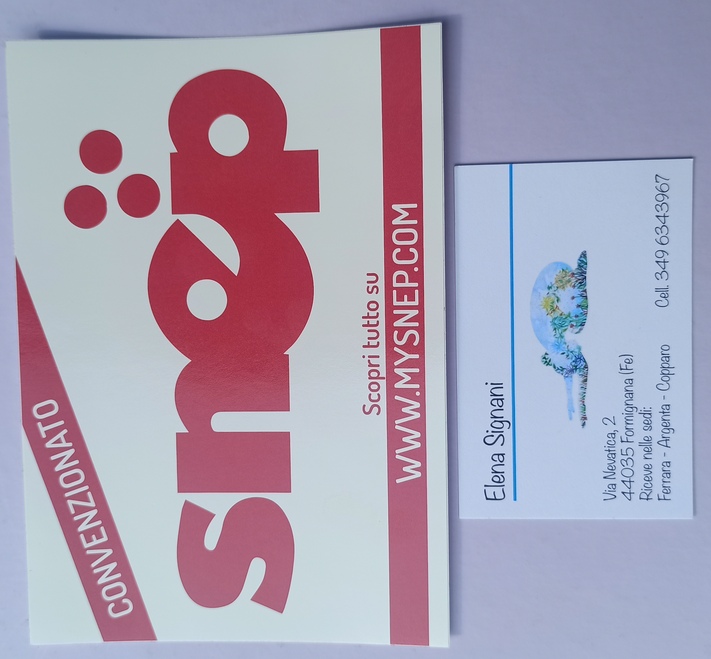 CONVENZIONATO
snep
Scopri tutto su
WWW.MYSNEP.COM
Elena Signani
Via Nevatica, 2
44035 Formignana (Fe)
Riceve nelle sedi:
Ferrara - Argenta - Copparo Cell. 349 6343967